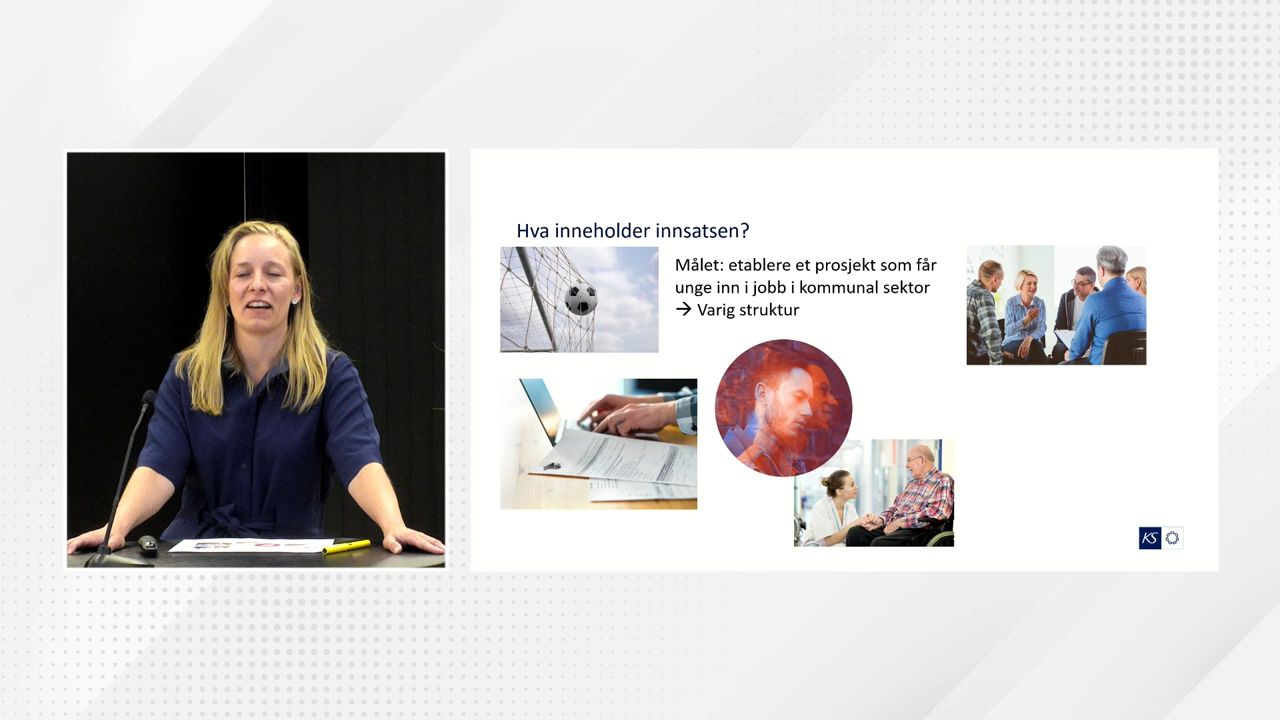 Hva inneholder innsatsen?
Målet: etablere et prosjekt som får
unge inn i jobb i kommunal sektor
→ Varig struktur
KS